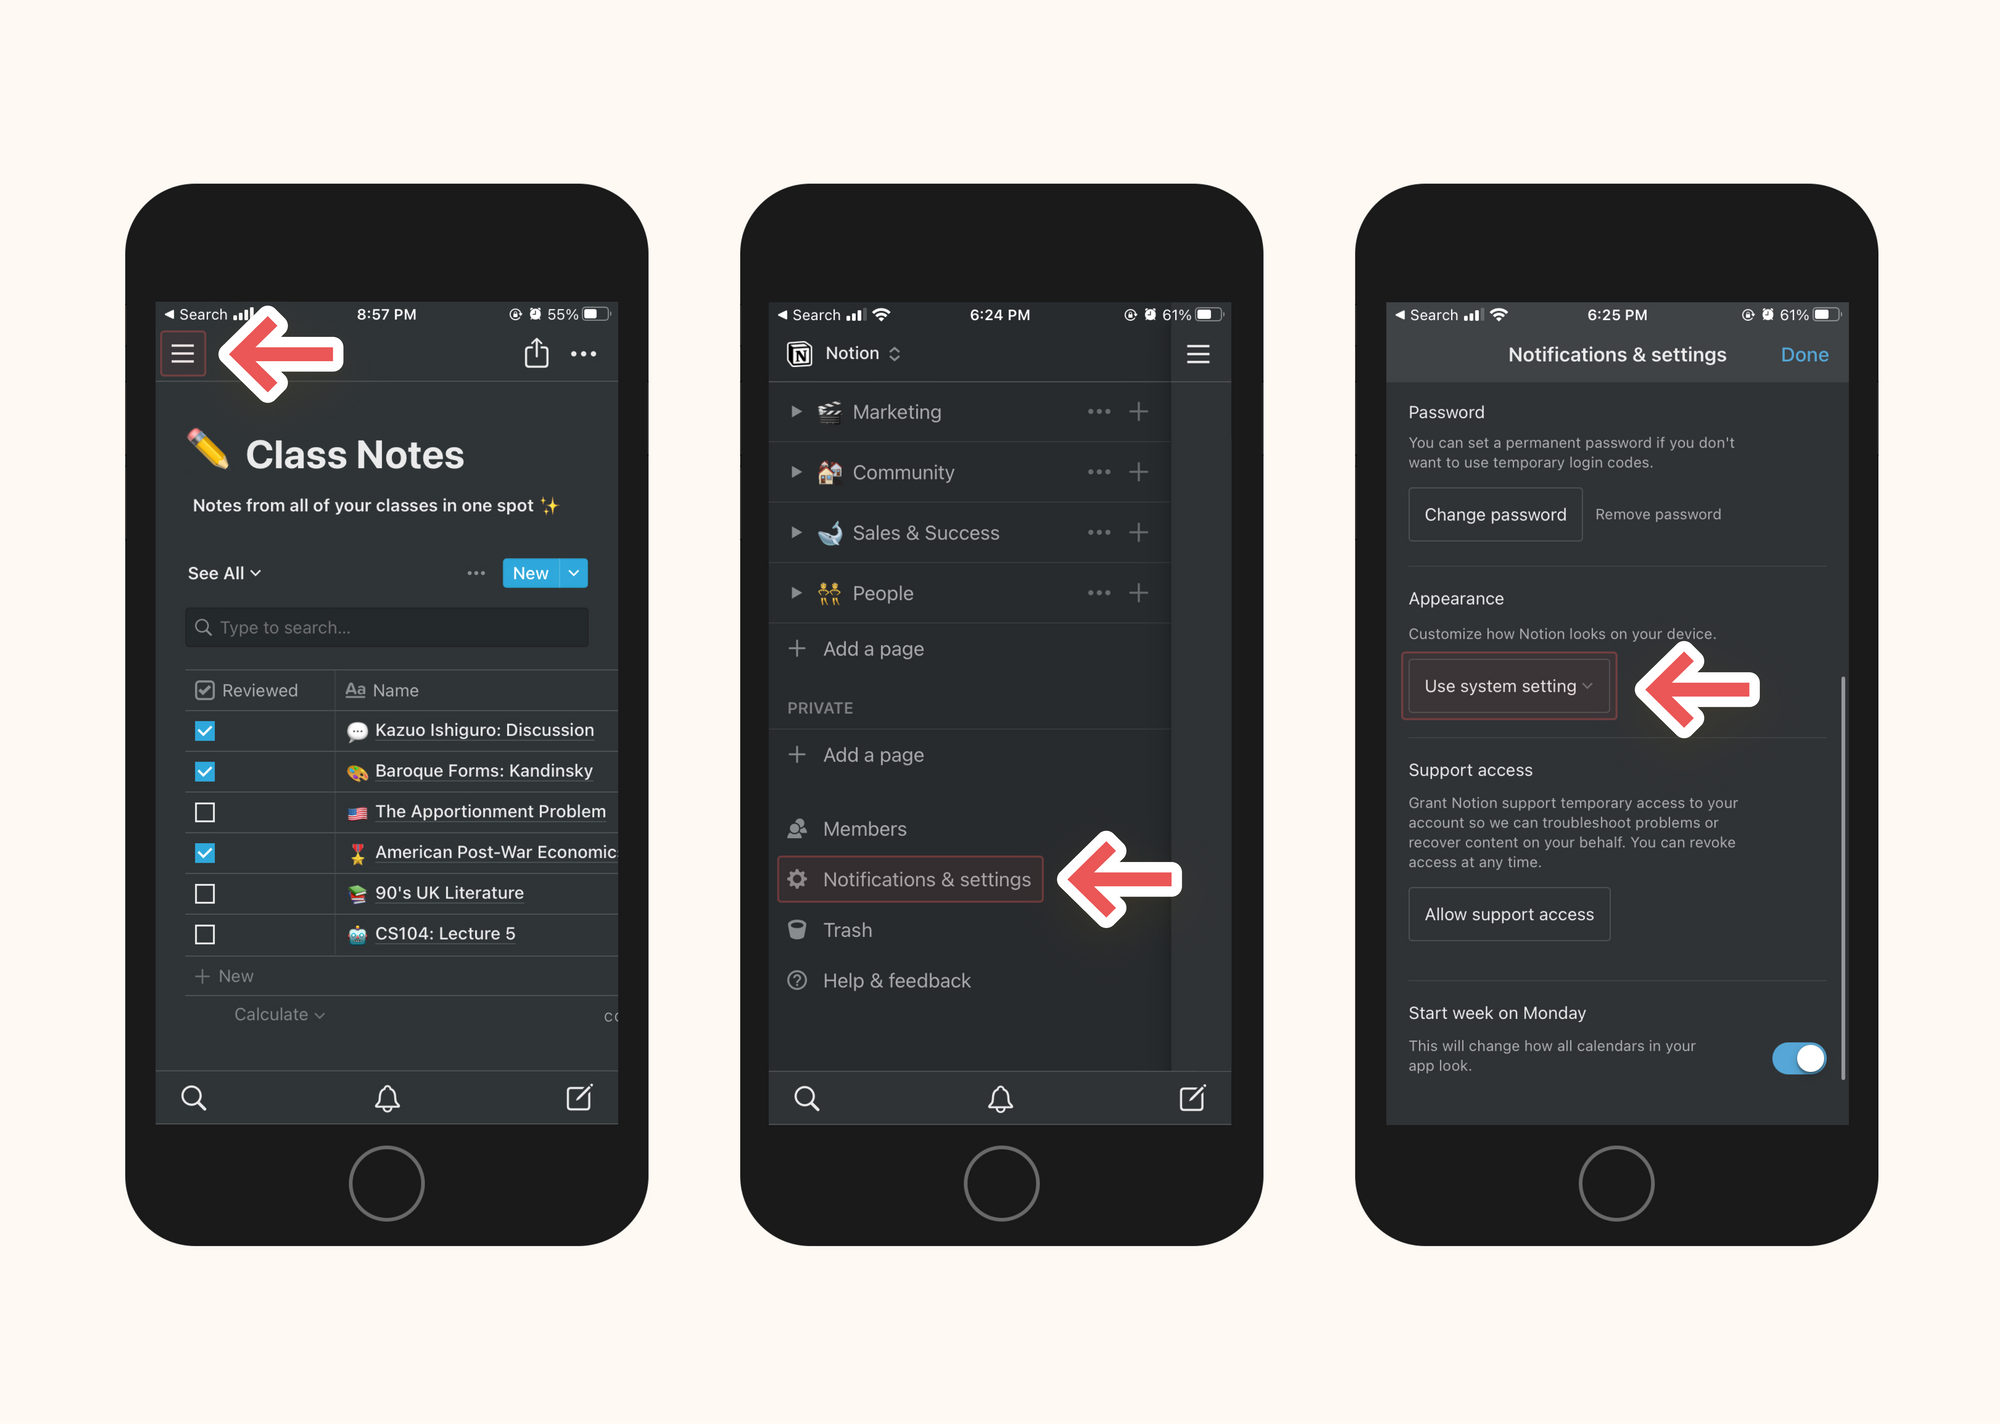 Search
8:57 PM
55%
Class Notes
Notes from all of your classes in one spot
See All
New
Type to search...
Reviewed
Aa Name
Kazuo Ishiguro: Discussion
Baroque Forms: Kandinsky
The Apportionment Problem
American Post-War Economic
90's UK Literature
CS104: Lecture 5
New
Calculate
Search
6:24 PM
61%
Notion
Marketing
Community
Sales & Success
People
Add a page
PRIVATE
Add a page
Members
Notifications & settings
Trash
Help & feedback
Search
6:25 PM
61%
Notifications & settings
Done
Password
You can set a permanent password if you don't
want to use temporary login codes.
Change password
Remove password
Appearance
Customize how Notion looks on your device.
Use system setting
Support access
Grant Notion support temporary access to your
account so we can troubleshoot problems or
recover content on your behalf. You can revoke
access at any time.
Allow support access
Start week on Monday
This will change how all calendars in your
app look.